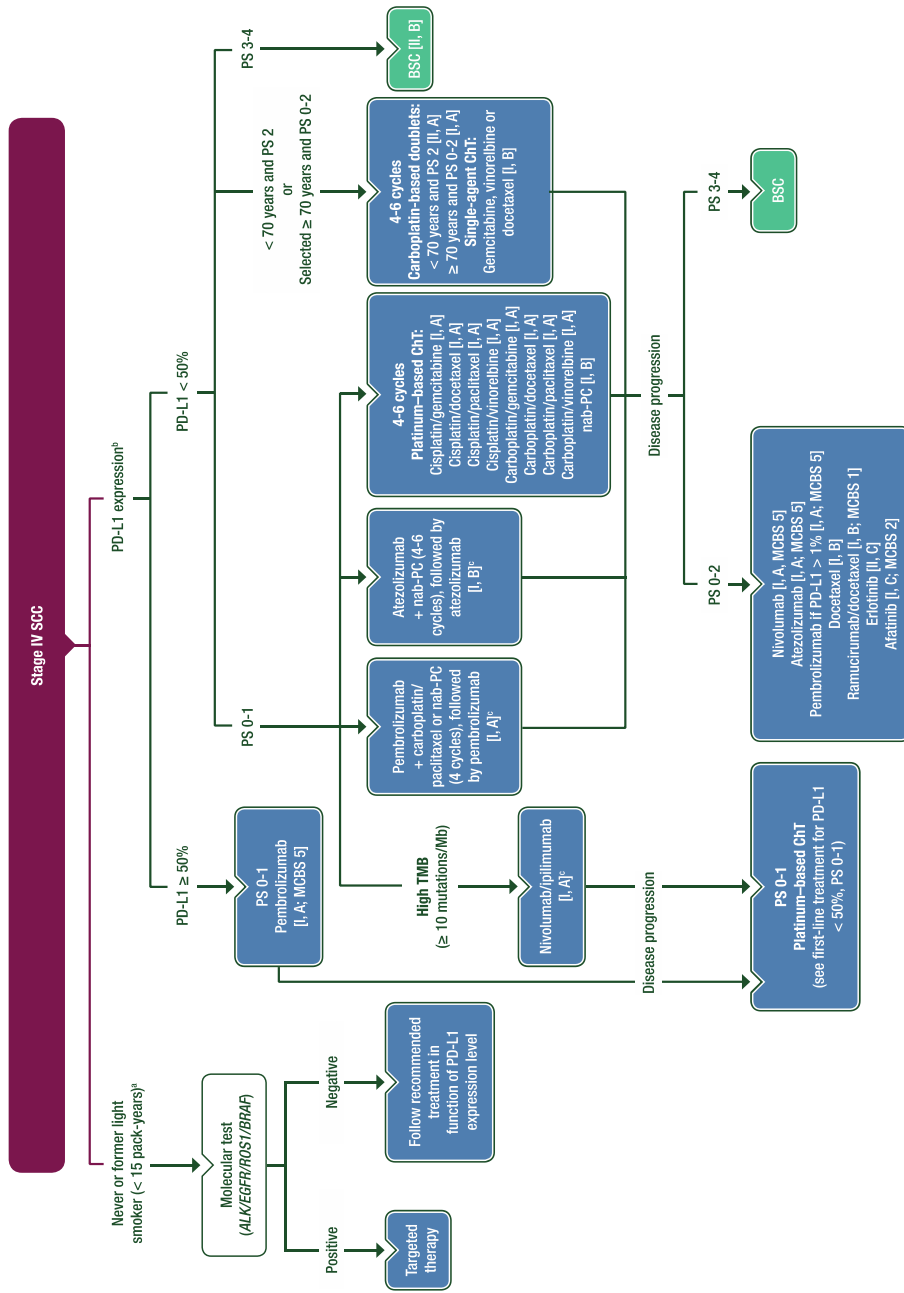 Stage IV SCC
Never or former light
smoker (< 15 pack-years)ᵃ
Molecular test
(ALK/EGFR/ROS1/BRAF)
Positive
Negative
Targeted
therapy
Follow recommended
treatment in
function of PD-L1
expression level
PD-L1 expressionᵇ
PD-L1 ≥ 50%
PD-L1 < 50%
PS 0-1
Pembrolizumab
[I, A; MCBS 5]
PS 0-1
< 70 years and PS 2
or
Selected ≥ 70 years and PS 0-2
PS 3-4
High TMB
(≥ 10 mutations/Mb)
Nivolumab/ipilimumab
[I, A]ᶜ
Pembrolizumab
+ carboplatin/
paclitaxel or nab-PC
(4 cycles), followed
by pembrolizumab
[I, A]ᶜ
Atezolizumab
+ nab-PC (4-6
cycles), followed by
atezolizumab
[I, B]ᶜ
4-6 cycles
Platinum–based ChT:
Cisplatin/gemcitabine [I, A]
Cisplatin/docetaxel [I, A]
Cisplatin/paclitaxel [I, A]
Cisplatin/vinorelbine [I, A]
Carboplatin/gemcitabine [I, A]
Carboplatin/docetaxel [I, A]
Carboplatin/paclitaxel [I, A]
Carboplatin/vinorelbine [I, A]
nab-PC [I, B]
4-6 cycles
Carboplatin-based doublets:
< 70 years and PS 2 [II, A]
≥ 70 years and PS 0-2 [I, A]
Single-agent ChT:
Gemcitabine, vinorelbine or
docetaxel [I, B]
BSC [II, B]
Disease progression
Disease progression
PS 0-2
PS 3-4
PS 0-1
Platinum–based ChT
(see first-line treatment for PD-L1
< 50%, PS 0-1)
Nivolumab [I, A, MCBS 5]
Atezolizumab [I, A; MCBS 5]
Pembrolizumab if PD-L1 > 1% [I, A; MCBS 5]
Docetaxel [I, B]
Ramucirumab/docetaxel [I, B; MCBS 1]
Erlotinib [II, C]
Afatinib [I, C; MCBS 2]
BSC